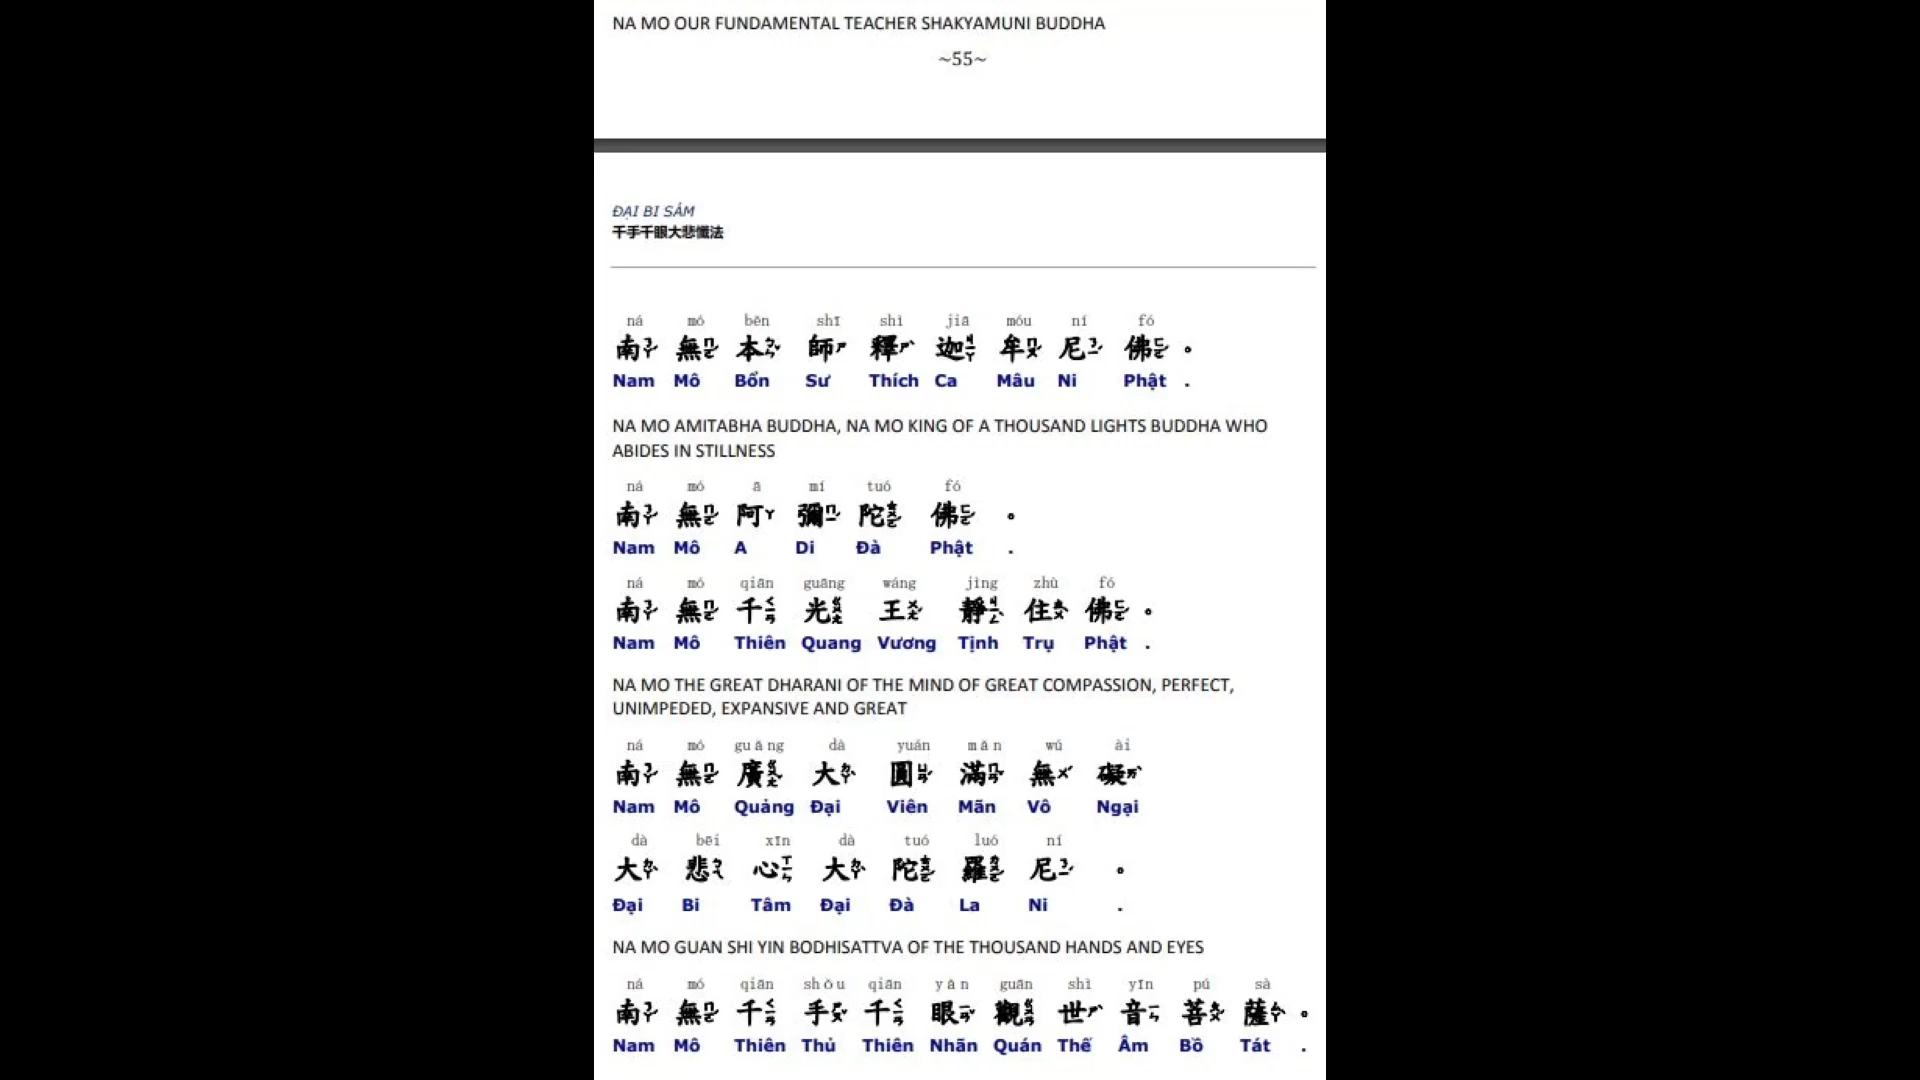 NA MO OUR FUNDAMENTAL TEACHER SHAKYAMUNI BUDDHA
~55~
ĐẠI BI SÁM
千手千眼大悲懺法
ná mó běn shī shì jiā móu ní fó
南無本師釋迦牟尼佛。
Nam Mô Bổn Sư Thích Ca Mâu Ni Phật .
NA MO AMITABHA BUDDHA, NA MO KING OF A THOUSAND LIGHTS BUDDHA WHO
ABIDES IN STILLNESS
ná mó ā mí tuó fó
南無阿彌陀佛。
Nam Mô A Di Đà Phật .
ná mó qiān guāng wáng jìng zhù fó
南無千光王靜住佛。
Nam Mô Thiên Quang Vương Tịnh Trụ Phật .
NA MO THE GREAT DHARANI OF THE MIND OF GREAT COMPASSION, PERFECT,
UNIMPEDED, EXPANSIVE AND GREAT
ná mó guǎng dà yuán mǎn wú ài
南無廣大圓滿無礙
Nam Mô Quảng Đại Viên Mãn Vô Ngại
dà bēi xīn dà tuó luó ní
大悲心大陀羅尼。
Đại Bi Tâm Đại Đà La Ni .
NA MO GUAN SHI YIN BODHISATTVA OF THE THOUSAND HANDS AND EYES
ná mó qiān shǒu qiān yǎn guān shì yīn pú sà
南無千手千眼觀世音菩薩。
Nam Mô Thiên Thủ Thiên Nhãn Quán Thế Âm Bồ Tát .